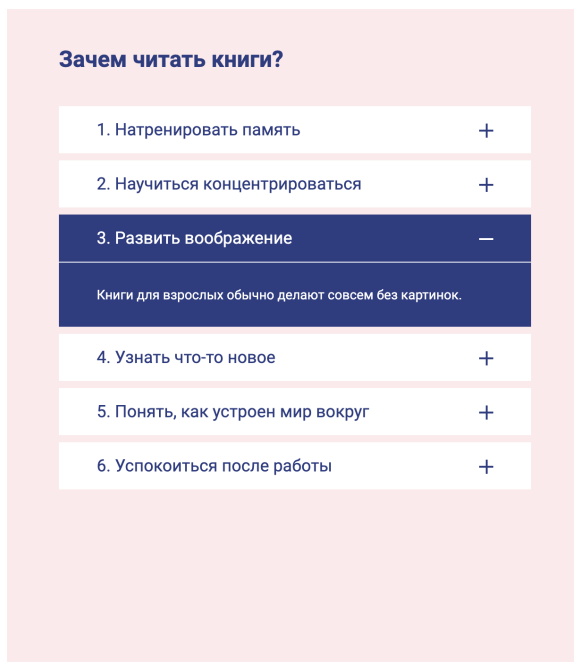 Зачем читать книги?
1. Натренировать память
2. Научиться концентрироваться
3. Развить воображение
Книги для взрослых обычно делают совсем без картинок.
4. Узнать что-то новое
5. Понять, как устроен мир вокруг
6. Успокоиться после работы